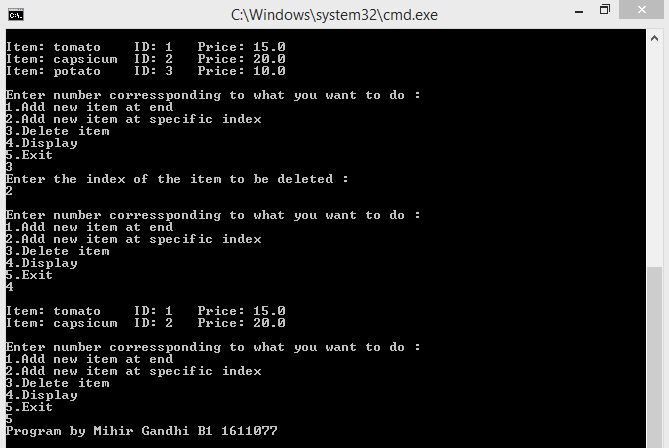 C:\Windows\system32\cmd.exe
Item: tomato    ID: 1   Price: 15.0
Item: capsicum  ID: 2   Price: 20.0
Item: potato    ID: 3   Price: 10.0
Enter number corressponding to what you want to do :
1.Add new item at end
2.Add new item at specific index
3.Delete item
4.Display
5.Exit
3
Enter the index of the item to be deleted :
2
Enter number corressponding to what you want to do :
1.Add new item at end
2.Add new item at specific index
3.Delete item
4.Display
5.Exit
4
Item: tomato    ID: 1   Price: 15.0
Item: capsicum  ID: 2   Price: 20.0
Enter number corressponding to what you want to do :
1.Add new item at end
2.Add new item at specific index
3.Delete item
4.Display
5.Exit
5
Program by Mihir Gandhi B1 1611077